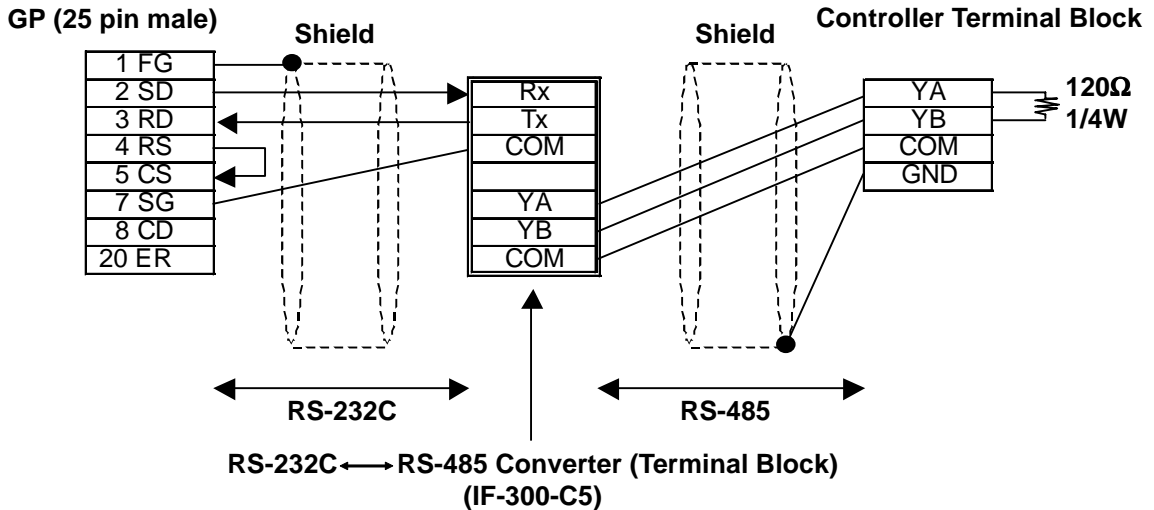 GP (25 pin male)
Shield
Shield
Controller Terminal Block
1 FG
2 SD
3 RD
4 RS
5 CS
7 SG
8 CD
20 ER
Rx
Tx
COM
YA
YB
COM
YA
YB
COM
GND
120Ω
1/4W
RS-232C
RS-485
RS-232C ↔ RS-485 Converter (Terminal Block)
(IF-300-C5)